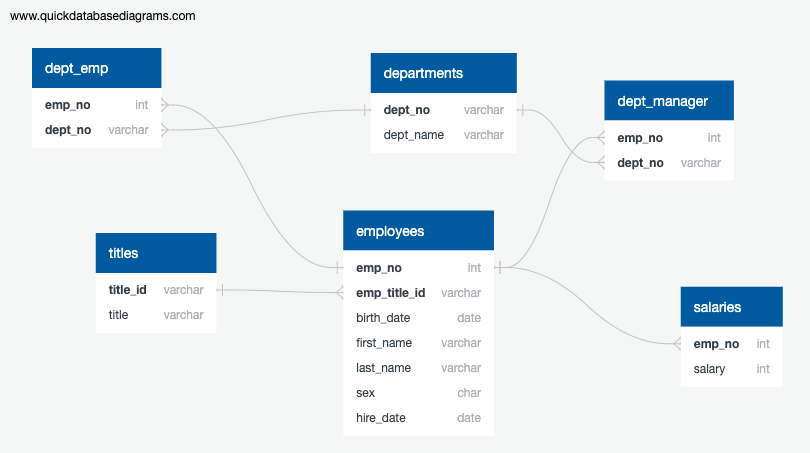 www.quickdatabasediagrams.com
dept_emp
emp_no int
dept_no varchar
departments
dept_no varchar
dept_name varchar
dept_manager
emp_no int
dept_no varchar
titles
title_id varchar
title varchar
employees
emp_no int
emp_title_id varchar
birth_date date
first_name varchar
last_name varchar
sex char
hire_date date
salaries
emp_no int
salary int